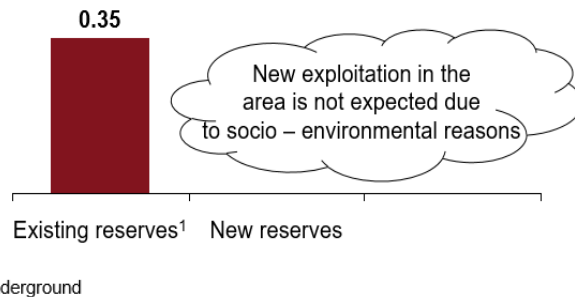 0.35
New exploitation in the
area is not expected due
to socio – environmental reasons
Existing reserves¹ New reserves
derground